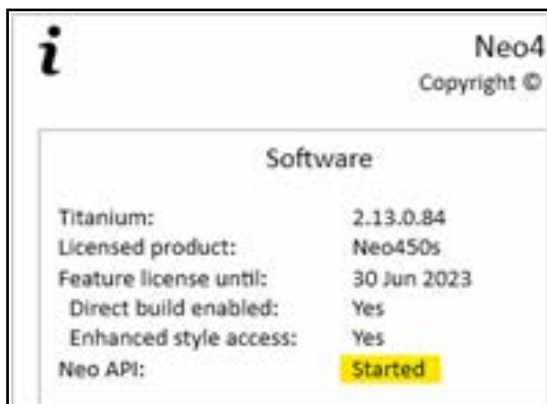 i
Neo4
Copyright ©
Software
Titanium: 2.13.0.84
Licensed product: Neo450s
Feature license until: 30 Jun 2023
Direct build enabled: Yes
Enhanced style access: Yes
Neo API: Started